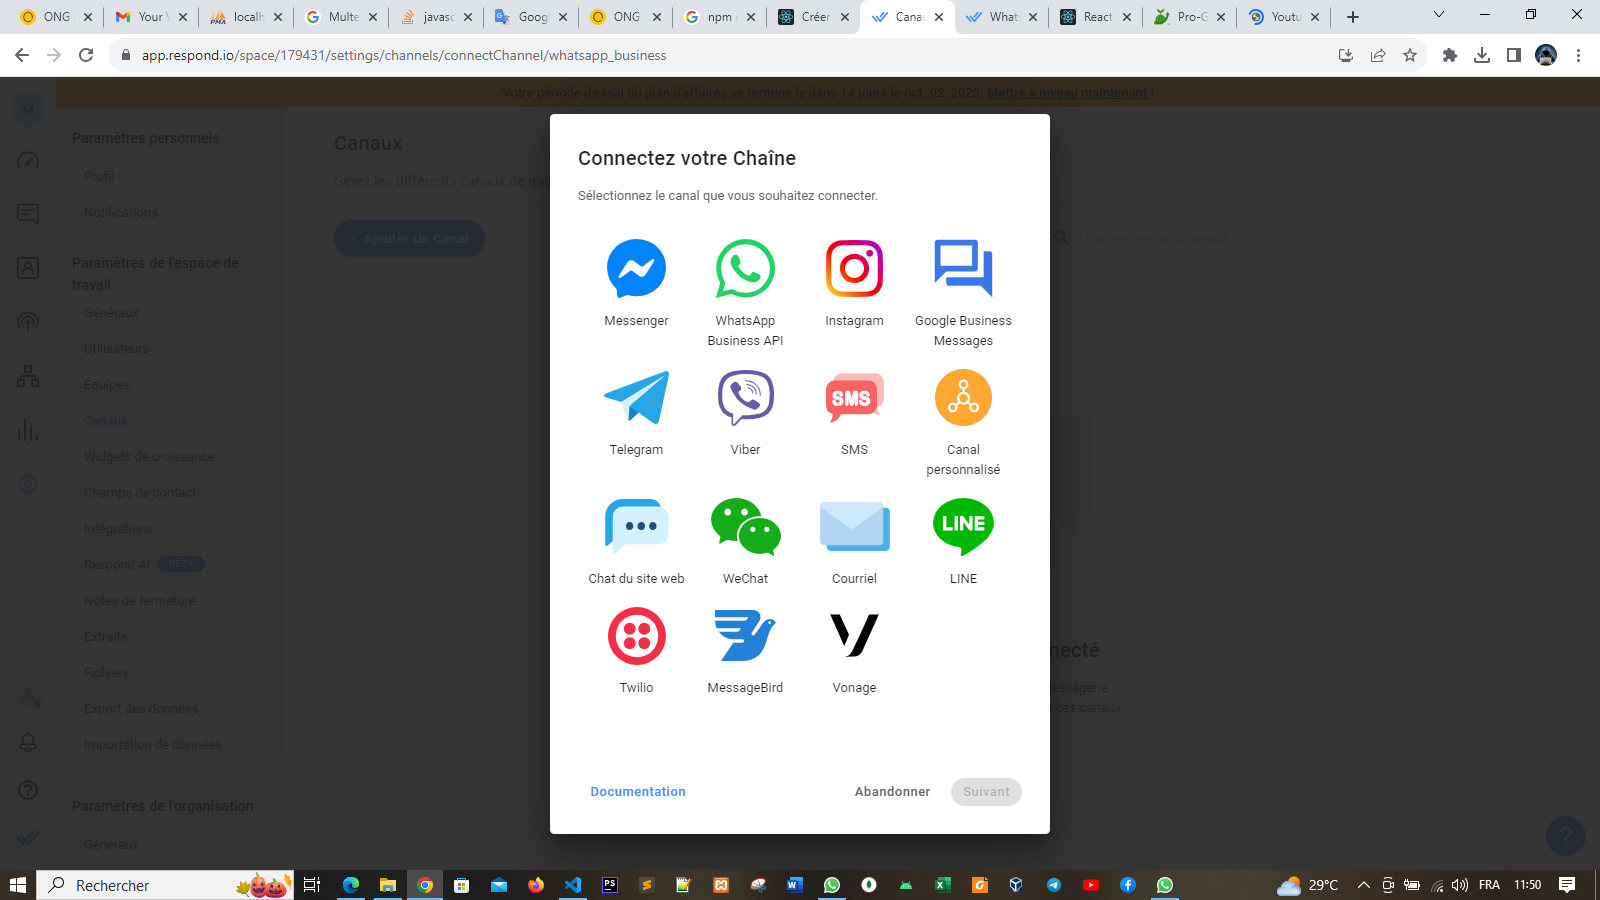 ONG
Your
localh
Multe
javasc
Googl
ONG
npm
Créer
Canau
What
React
Pro-G
Youtu
app.respond.io/space/179431/settings/channels/connectChannel/whatsapp_business
Votre période d'essai du plan d'affaires se termine le dans 14 jours le oct. 02, 2023. Mettre à niveau maintenant !
M
Paramètres personnels
Profil
Notifications
Paramètres de l'espace de
travail
Généraux
Utilisateurs
Équipes
Canaux
Widgets de croissance
Champs de contact
Intégrations
Respond AI BÊTA
Notes de fermeture
Extraits
Fichiers
Export des données
Importation de données
Paramètres de l'organisation
Généraux
Canaux
Gérez les différents canaux de me
+ Ajouter Un Canal
Rechercher dans Canaux
necté
essagerie
ces canaux
Connectez votre Chaîne
Sélectionnez le canal que vous souhaitez connecter.
Messenger
WhatsApp
Business API
Instagram
Google Business
Messages
Telegram
Viber
SMS
SMS
Canal
personnalisé
Chat du site web
WeChat
Courriel
LINE
LINE
Twilio
MessageBird
Vonage
Documentation
Abandonner
Suivant
Rechercher
29°C
FRA
11:50